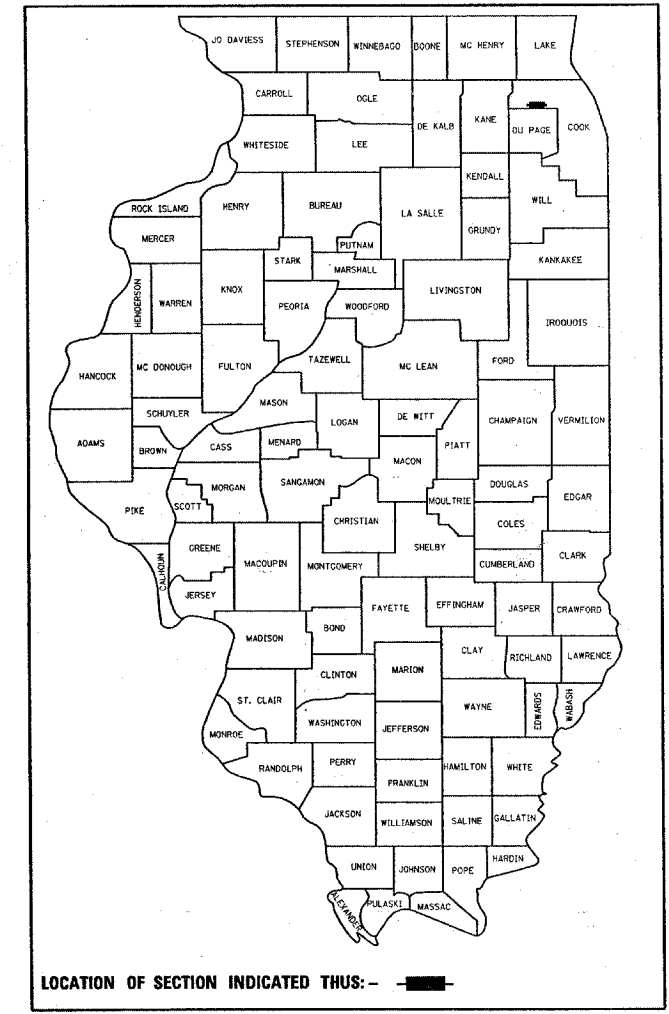 JO DAVIESS
STEPHENSON
WINNEBAGO
BOONE
MC HENRY
LAKE
CARROLL
OGLE
DE KALB
KANE
DU PAGE
COOK
WHITESIDE
LEE
KENDALL
ROCK ISLAND
HENRY
BUREAU
LA SALLE
WILL
MERCER
PUTNAM
GRUNDY
STARK
MARSHALL
KANKAKEE
HENDERSON
WARREN
KNOX
PEORIA
WOODFORD
LIVINGSTON
IROQUOIS
HANCOCK
MC DONOUGH
FULTON
TAZEWELL
MC LEAN
FORD
SCHUYLER
MASON
LOGAN
DE WITT
PIATT
CHAMPAIGN
VERMILION
ADAMS
BROWN
CASS
MENARD
MACON
PIKE
SCOTT
MORGAN
SANGAMON
MOULTRIE
DOUGLAS
EDGAR
CHRISTIAN
COLES
CALHOUN
GREENE
MACOUPIN
MONTGOMERY
SHELBY
CUMBERLAND
CLARK
JERSEY
FAYETTE
EFFINGHAM
JASPER
CRAWFORD
MADISON
BOND
CLAY
RICHLAND
LAWRENCE
CLINTON
MARION
ST. CLAIR
WAYNE
EDWARDS
WABASH
MONROE
WASHINGTON
JEFFERSON
RANDOLPH
PERRY
HAMILTON
WHITE
FRANKLIN
JACKSON
WILLIAMSON
SALINE
GALLATIN
UNION
JOHNSON
POPE
HARDIN
ALEXANDER
PULASKI
MASSAC
LOCATION OF SECTION INDICATED THUS:-